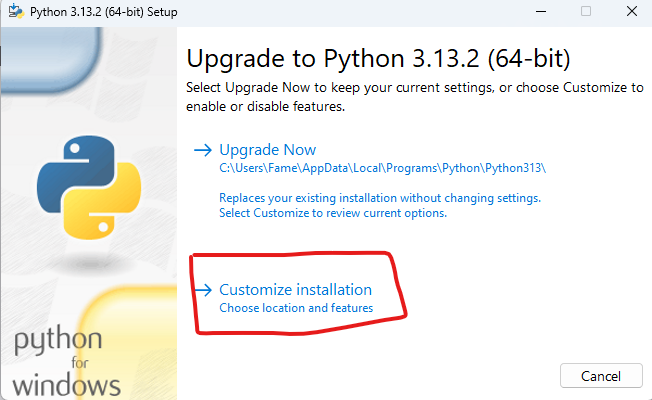 Python 3.13.2 (64-bit) Setup
Upgrade to Python 3.13.2 (64-bit)
Select Upgrade Now to keep your current settings, or choose Customize to
enable or disable features.
Upgrade Now
C:\Users\Fame\AppData\Local\Programs\Python\Python313\
Replaces your existing installation without changing settings.
Select Customize to review current options.
Customize installation
Choose location and features
python
for
windows
Cancel